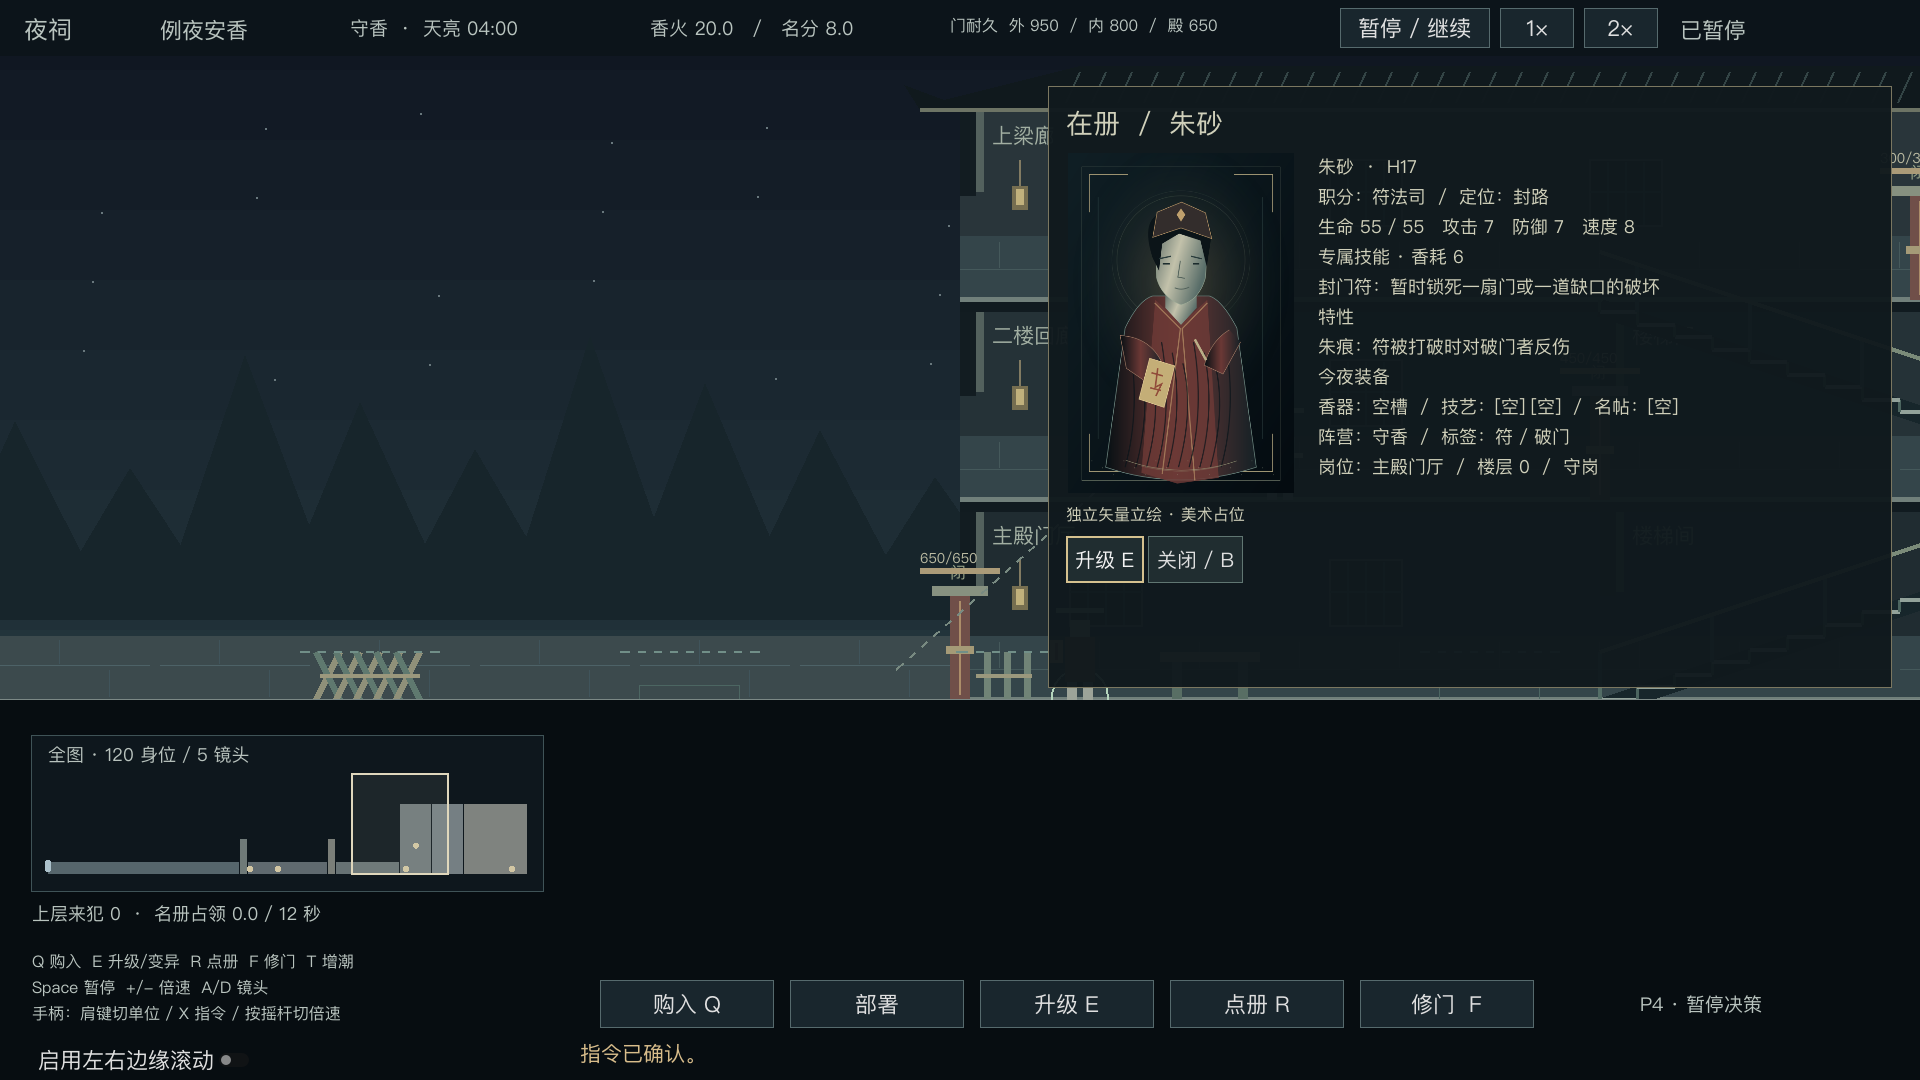 夜祠
例夜安香
守香 · 天亮 04:00
香火 20.0 / 名分 8.0
门耐久 外 950 / 内 800 / 殿 650
暂停 / 继续
1×
2×
已暂停
在册 / 朱砂
朱砂 · H17
职分：符法司 / 定位：封路
生命 55 / 55 攻击 7 防御 7 速度 8
专属技能 · 香耗 6
封门符：暂时锁死一扇门或一道缺口的破坏
特性
朱痕：符被打破时对破门者反伤
今夜装备
香器：空槽 / 技艺：[空][空] / 名帖：[空]
阵营：守香 / 标签：符 / 破门
岗位：主殿门厅 / 楼层 0 / 守岗
独立矢量立绘 · 美术占位
升级 E
关闭 / B
上梁廊
二楼回
主殿门
650/650
闭
全图 · 120 身位 / 5 镜头
上层来犯 0 · 名册占领 0.0 / 12 秒
Q 购入 E 升级/变异 R 点册 F 修门 T 增潮
Space 暂停 +/− 倍速 A/D 镜头
手柄：肩键切单位 / X 指令 / 按摇杆切倍速
启用左右边缘滚动
购入 Q
部署
升级 E
点册 R
修门 F
P4 · 暂停决策
指令已确认。